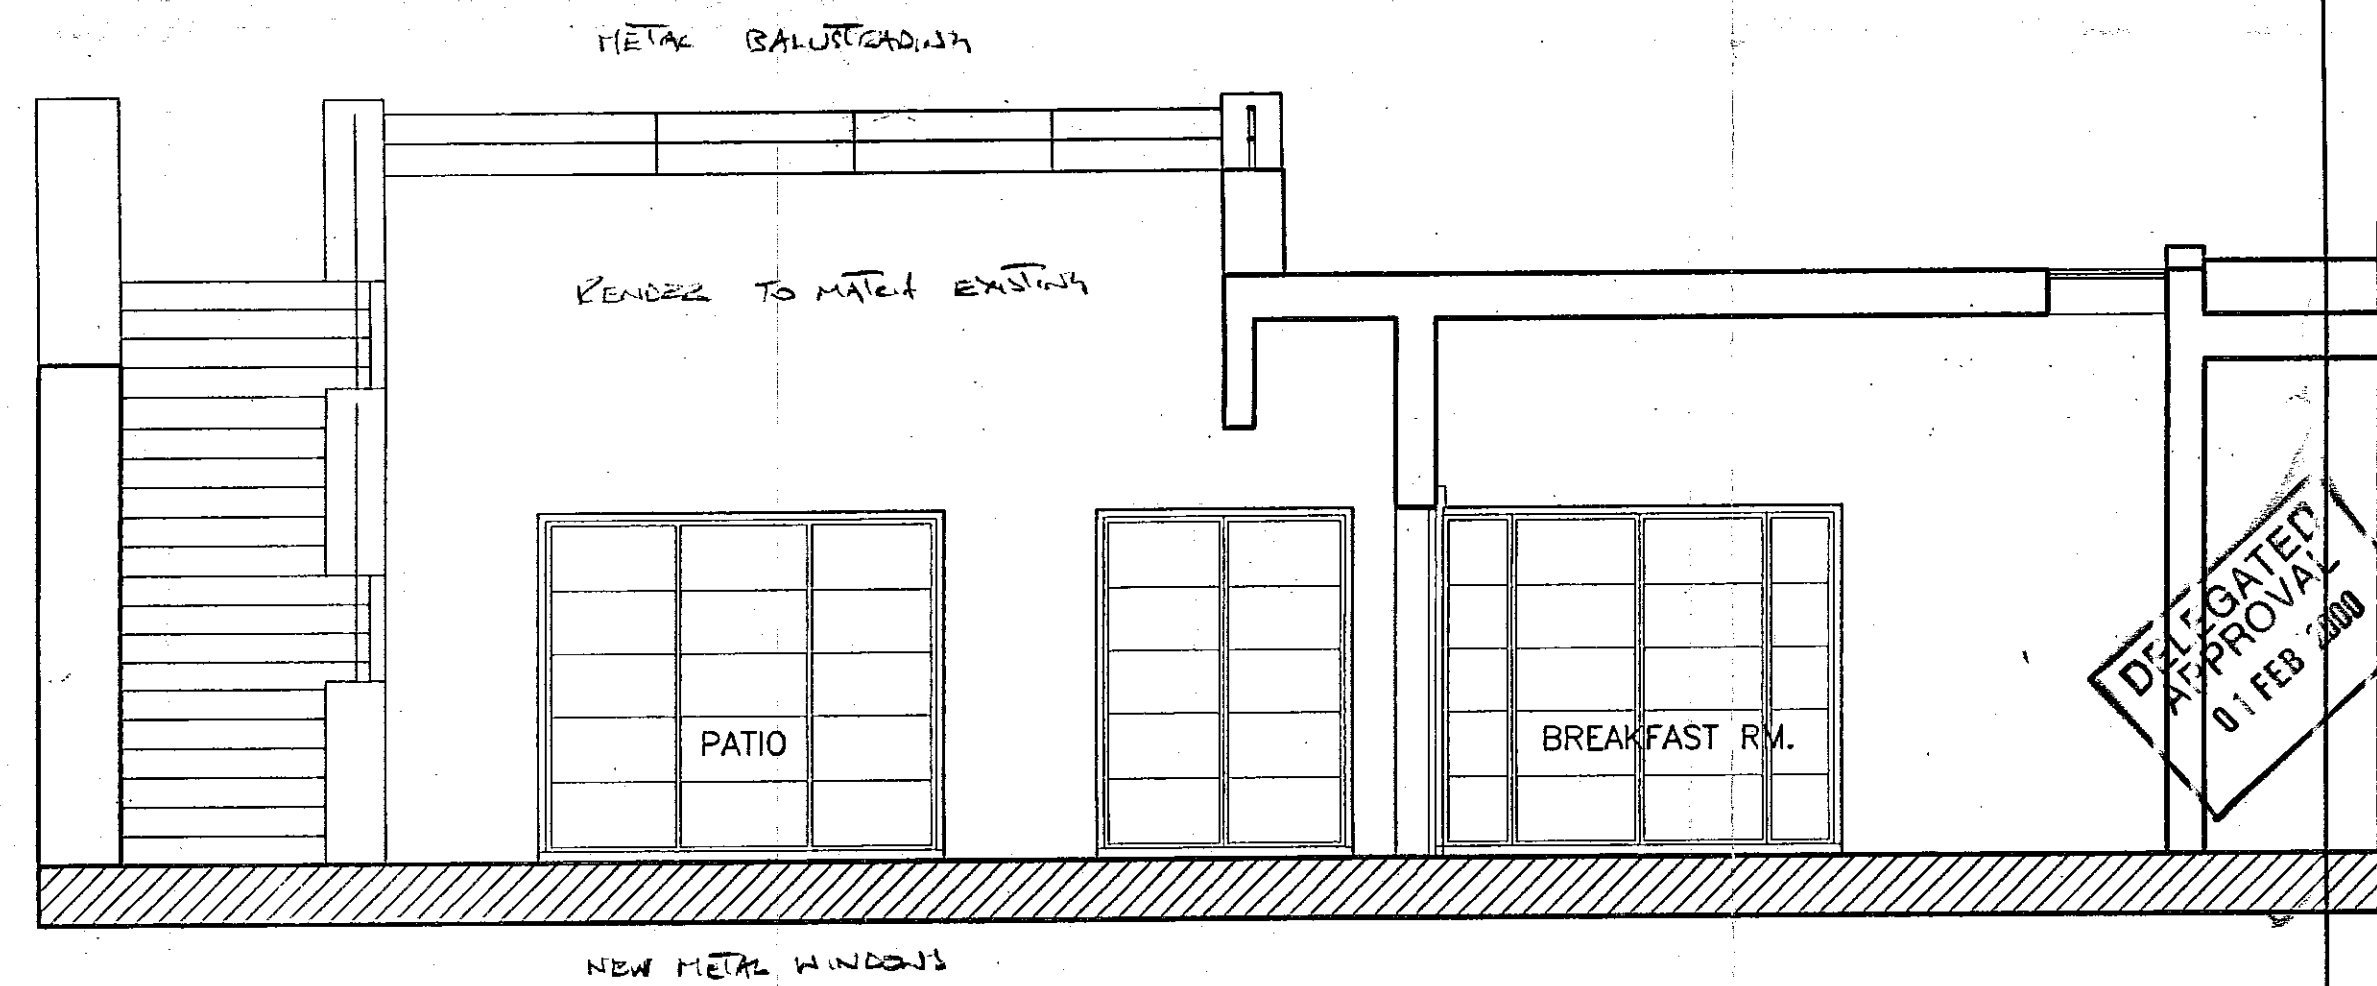 METAL BALUSTRADING
RENDER TO MATCH EXISTING
PATIO
BREAKFAST RM.
DELEGATED
APPROVAL
01 FEB 2000
NEW METAL WINDOWS